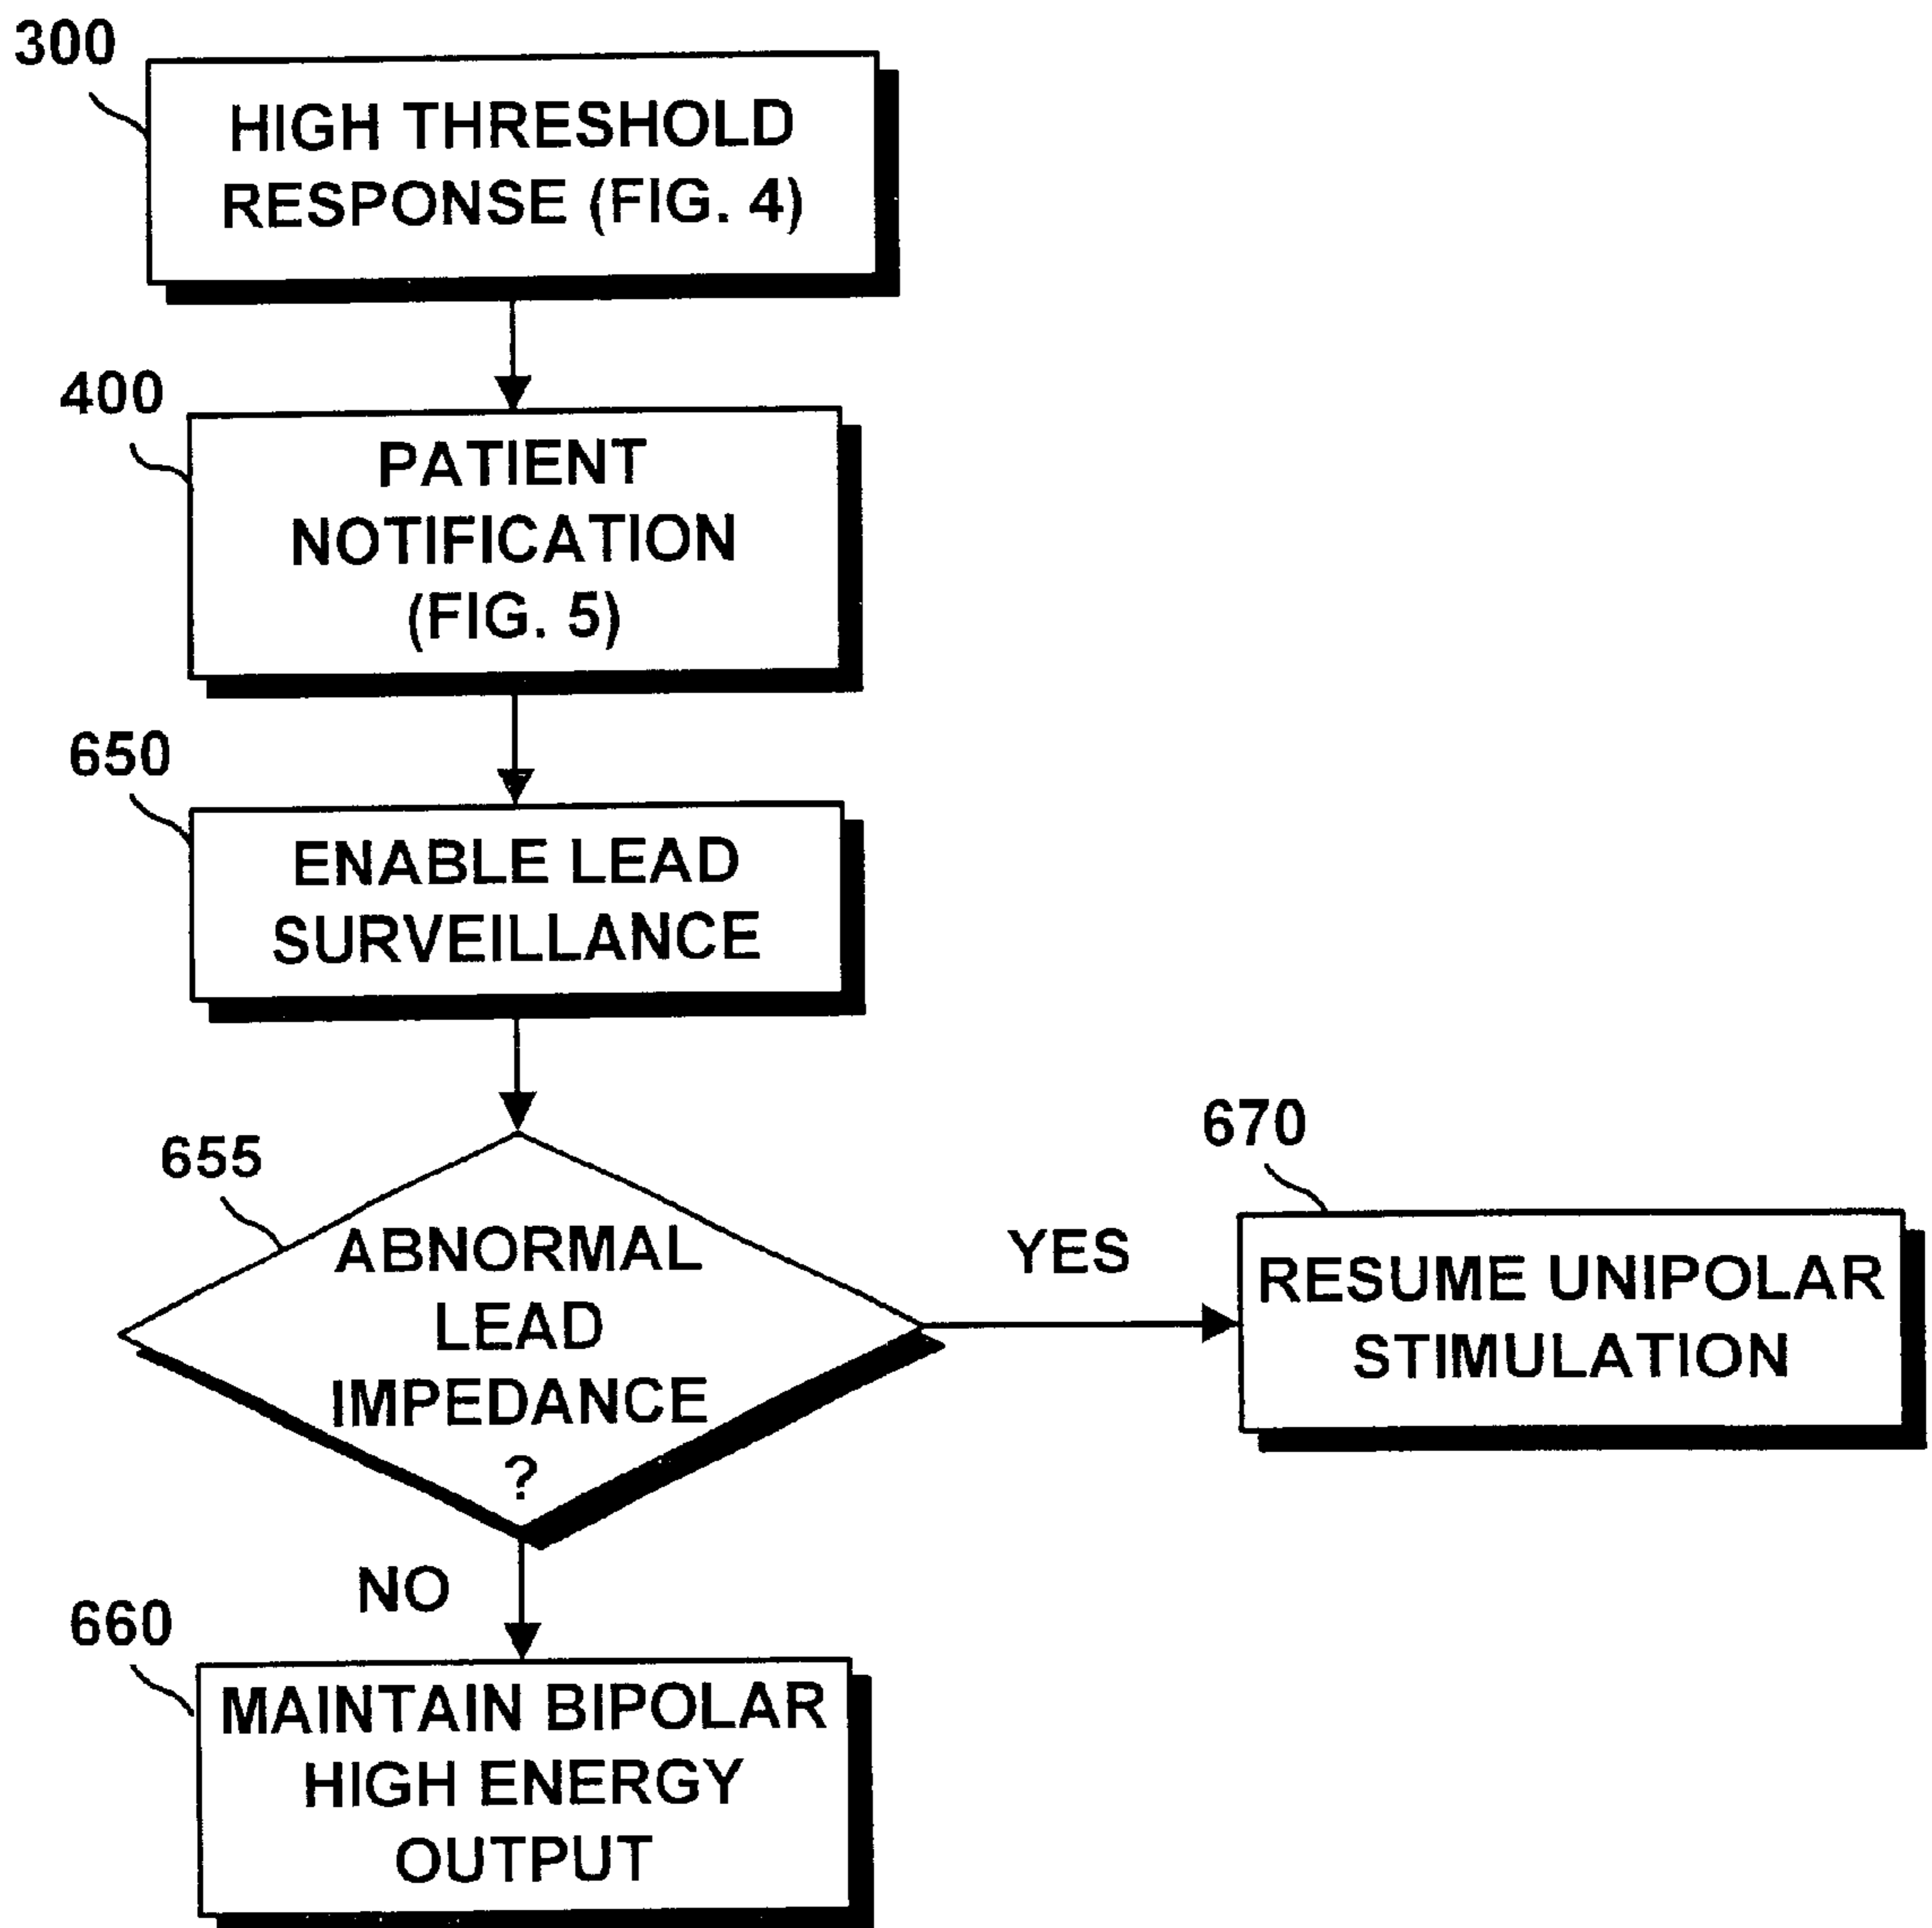 300
HIGH THRESHOLD
RESPONSE (FIG. 4)
400
PATIENT
NOTIFICATION
(FIG. 5)
650
ENABLE LEAD
SURVEILLANCE
655
ABNORMAL
LEAD
IMPEDANCE
?
YES
670
RESUME UNIPOLAR
STIMULATION
NO
660
MAINTAIN BIPOLAR
HIGH ENERGY
OUTPUT